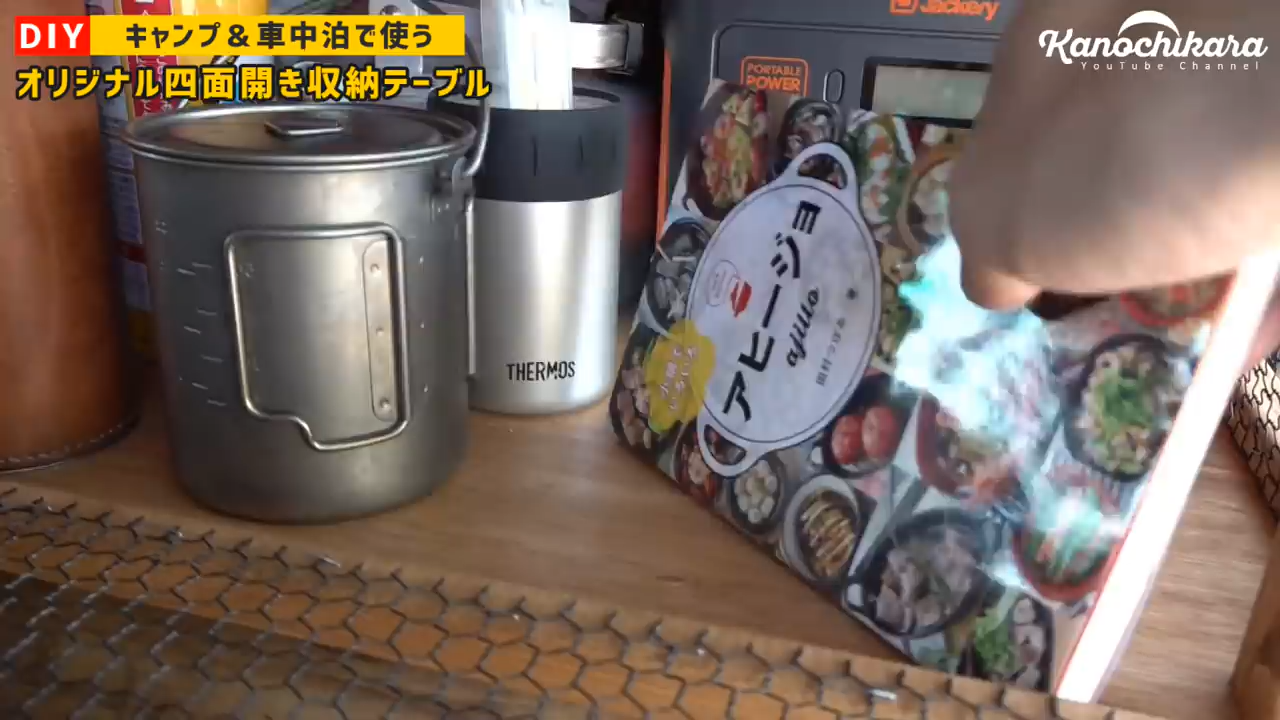 DIY キャンプ&車中泊で使う
オリジナル四面開き収納テーブル
Kanochikara
YouTube Channel
Jackery
PORTABLE
POWER
THERMOS
アヒージョ
ajillo